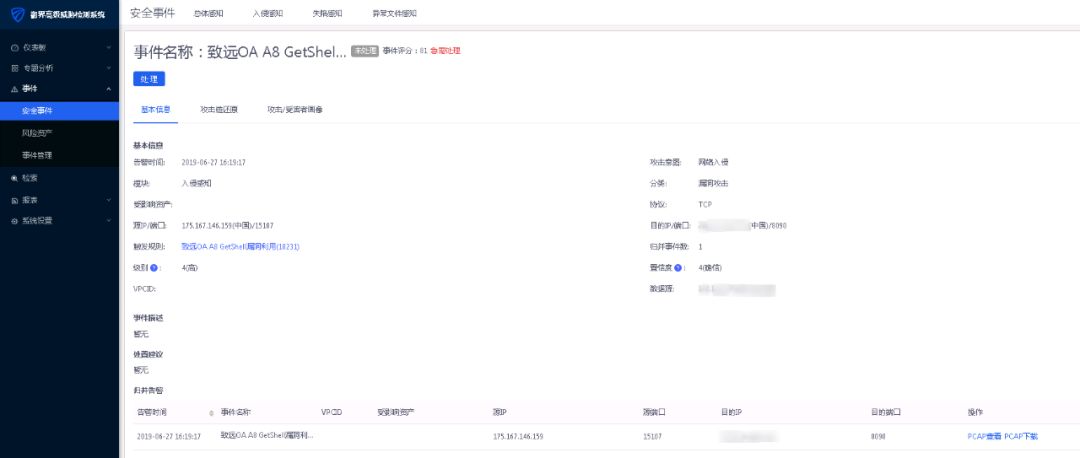 御界高级威胁检测系统
安全事件 总体感知 入侵感知 失陷感知 异常文件感知
仪表板
专题分析
事件
安全事件
风险资产
事件管理
检索
报表
系统设置
事件名称：致远OA A8 GetShel... 未处理 事件评分：81 急需处理
处理
基本信息 攻击链还原 攻击/受害者画像
基本信息
告警时间: 2019-06-27 16:19:17 攻击意图: 网络入侵
模块: 入侵感知 分类: 漏洞攻击
受影响资产: 协议: TCP
源IP/端口: 175.167.146.159(中国)/15107 目的IP/端口: (中国)/8090
触发规则: 致远OA A8 GetShell漏洞利用(18231) 归并事件数: 1
级别 ? : 4(高) 置信度 ? : 4(确信)
VPCID: 数据源:
事件描述
暂无
处置建议
暂无
归并告警
告警时间 事件名称 VPCID 受影响资产 源IP 源端口 目的IP 目的端口 操作
2019-06-27 16:19:17 致远OA A8 GetShell漏洞利... 175.167.146.159 15107 8090 PCAP查看 PCAP下载